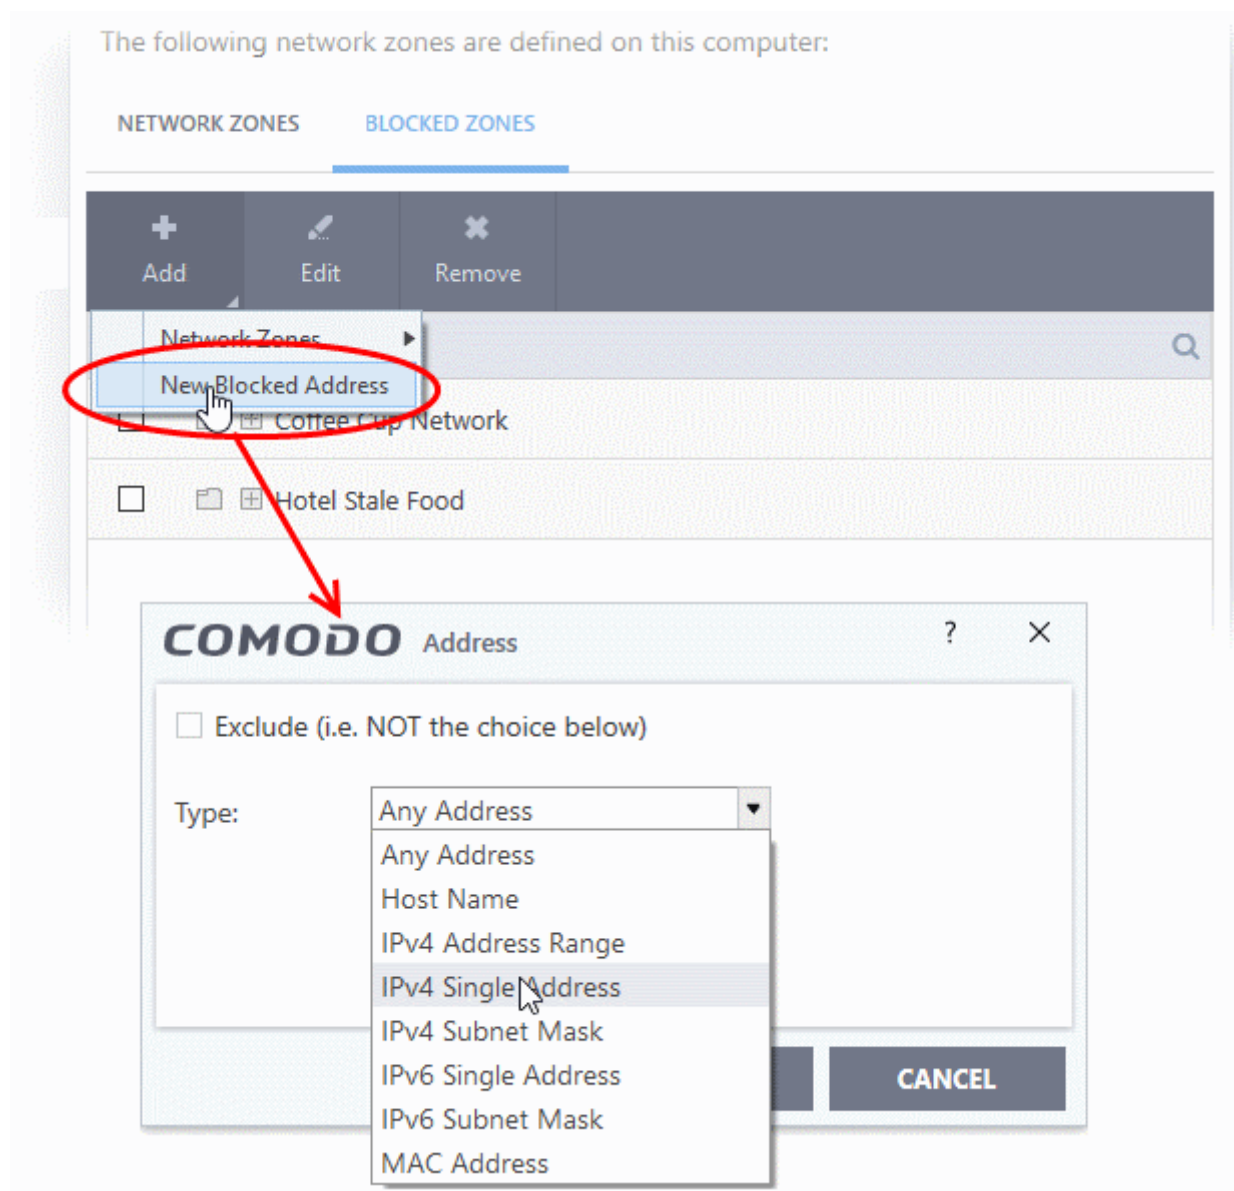 The following network zones are defined on this computer:
NETWORK ZONES BLOCKED ZONES
Add Edit Remove
Network Zones
New Blocked Address
Coffee Cup Network
Hotel Stale Food
COMODO Address ?
Exclude (i.e. NOT the choice below)
Type: Any Address
Any Address
Host Name
IPv4 Address Range
IPv4 Single Address
IPv4 Subnet Mask
IPv6 Single Address
CANCEL
IPv6 Subnet Mask
MAC Address